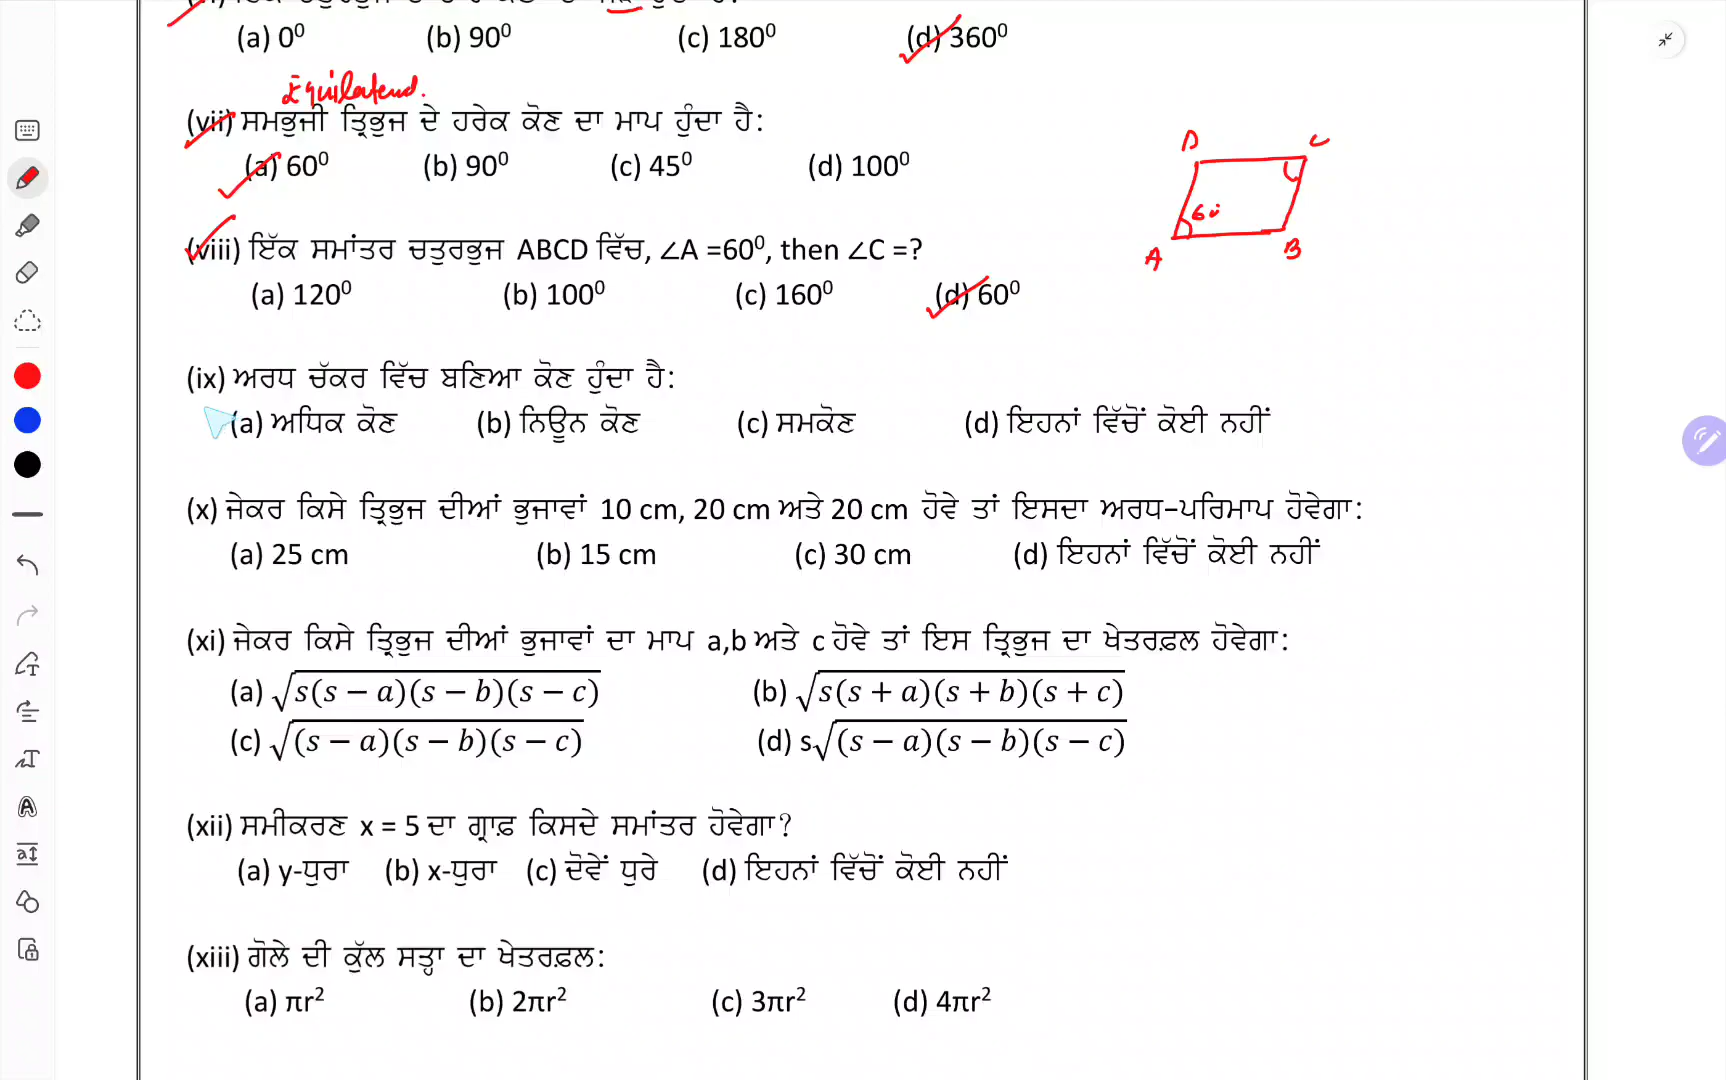 (a) 0⁰ (b) 90⁰ (c) 180⁰ (d) 360⁰
Equilateral.
(vii) ਸਮਭੁਜੀ ਤ੍ਰਿਭੁਜ ਦੇ ਹਰੇਕ ਕੋਣ ਦਾ ਮਾਪ ਹੁੰਦਾ ਹੈ:
(a) 60⁰ (b) 90⁰ (c) 45⁰ (d) 100⁰
D C
60
A B
(viii) ਇੱਕ ਸਮਾਂਤਰ ਚਤੁਰਭੁਜ ABCD ਵਿੱਚ, ∠A =60⁰, then ∠C =?
(a) 120⁰ (b) 100⁰ (c) 160⁰ (d) 60⁰
(ix) ਅਰਧ ਚੱਕਰ ਵਿੱਚ ਬਣਿਆ ਕੋਣ ਹੁੰਦਾ ਹੈ:
(a) ਅਧਿਕ ਕੋਣ (b) ਨਿਊਨ ਕੋਣ (c) ਸਮਕੋਣ (d) ਇਹਨਾਂ ਵਿੱਚੋਂ ਕੋਈ ਨਹੀਂ
(x) ਜੇਕਰ ਕਿਸੇ ਤ੍ਰਿਭੁਜ ਦੀਆਂ ਭੁਜਾਵਾਂ 10 cm, 20 cm ਅਤੇ 20 cm ਹੋਵੇ ਤਾਂ ਇਸਦਾ ਅਰਧ-ਪਰਿਮਾਪ ਹੋਵੇਗਾ:
(a) 25 cm (b) 15 cm (c) 30 cm (d) ਇਹਨਾਂ ਵਿੱਚੋਂ ਕੋਈ ਨਹੀਂ
(xi) ਜੇਕਰ ਕਿਸੇ ਤ੍ਰਿਭੁਜ ਦੀਆਂ ਭੁਜਾਵਾਂ ਦਾ ਮਾਪ a,b ਅਤੇ c ਹੋਵੇ ਤਾਂ ਇਸ ਤ੍ਰਿਭੁਜ ਦਾ ਖੇਤਰਫ਼ਲ ਹੋਵੇਗਾ:
(a) √s(s − a)(s − b)(s − c) (b) √s(s + a)(s + b)(s + c)
(c) √(s − a)(s − b)(s − c) (d) s√(s − a)(s − b)(s − c)
(xii) ਸਮੀਕਰਣ x = 5 ਦਾ ਗ੍ਰਾਫ਼ ਕਿਸਦੇ ਸਮਾਂਤਰ ਹੋਵੇਗਾ?
(a) y-ਧੁਰਾ (b) x-ਧੁਰਾ (c) ਦੋਵੇਂ ਧੁਰੇ (d) ਇਹਨਾਂ ਵਿੱਚੋਂ ਕੋਈ ਨਹੀਂ
(xiii) ਗੋਲੇ ਦੀ ਕੁੱਲ ਸਤ੍ਹਾ ਦਾ ਖੇਤਰਫ਼ਲ:
(a) πr² (b) 2πr² (c) 3πr² (d) 4πr²